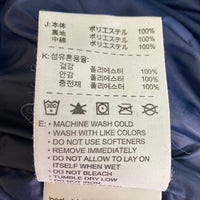 J:本体 ポリエステル 100%
裏地 ポリエステル 100%
中綿 ポリエステル 100%
K:섬유혼용율:
겉감 폴리에스터 100%
안감 폴리에스터 100%
충전재 폴리에스터 100%
E: • MACHINE WASH COLD
• WASH WITH LIKE COLORS
• DO NOT USE SOFTENERS
• REMOVE IMMEDIATELY
• DO NOT ALLOW TO LAY ON
ITSELF WHEN WET
• DO NOT BLEACH
• TUMBLE DRY LOW
• DO NOT IRON